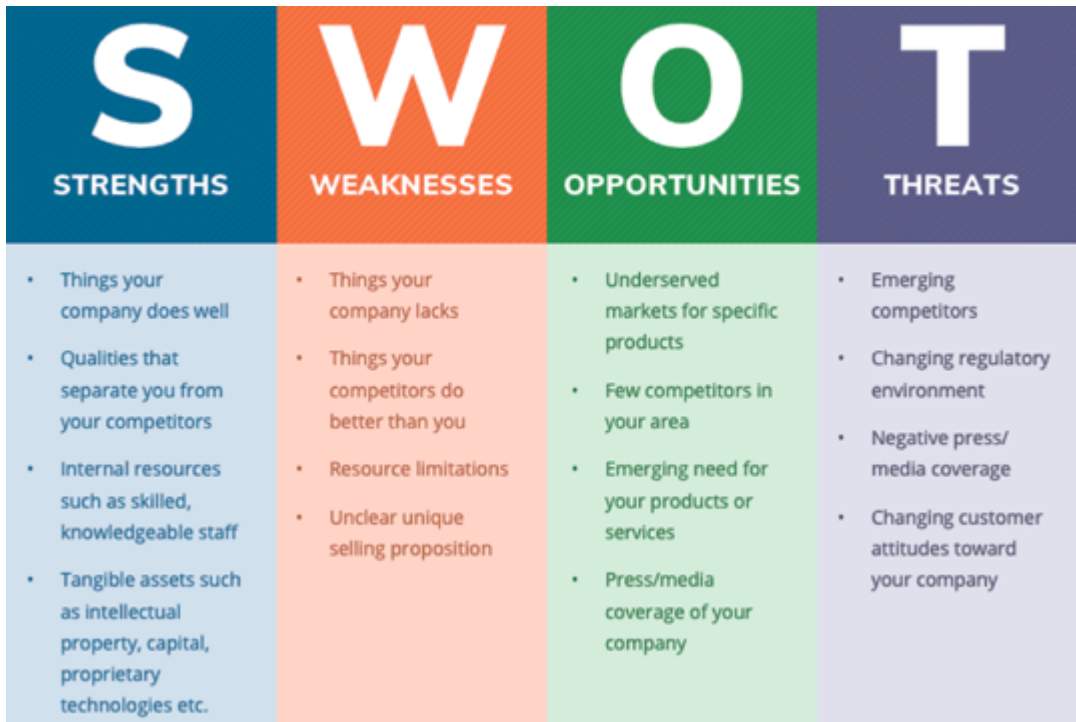 S
STRENGTHS
• Things your
company does well
• Qualities that
separate you from
your competitors
• Internal resources
such as skilled,
knowledgeable staff
• Tangible assets such
as intellectual
property, capital,
proprietary
technologies etc.
W
WEAKNESSES
• Things your
company lacks
• Things your
competitors do
better than you
• Resource limitations
• Unclear unique
selling proposition
O
OPPORTUNITIES
• Underserved
markets for specific
products
• Few competitors in
your area
• Emerging need for
your products or
services
• Press/media
coverage of your
company
T
THREATS
• Emerging
competitors
• Changing regulatory
environment
• Negative press/
media coverage
• Changing customer
attitudes toward
your company